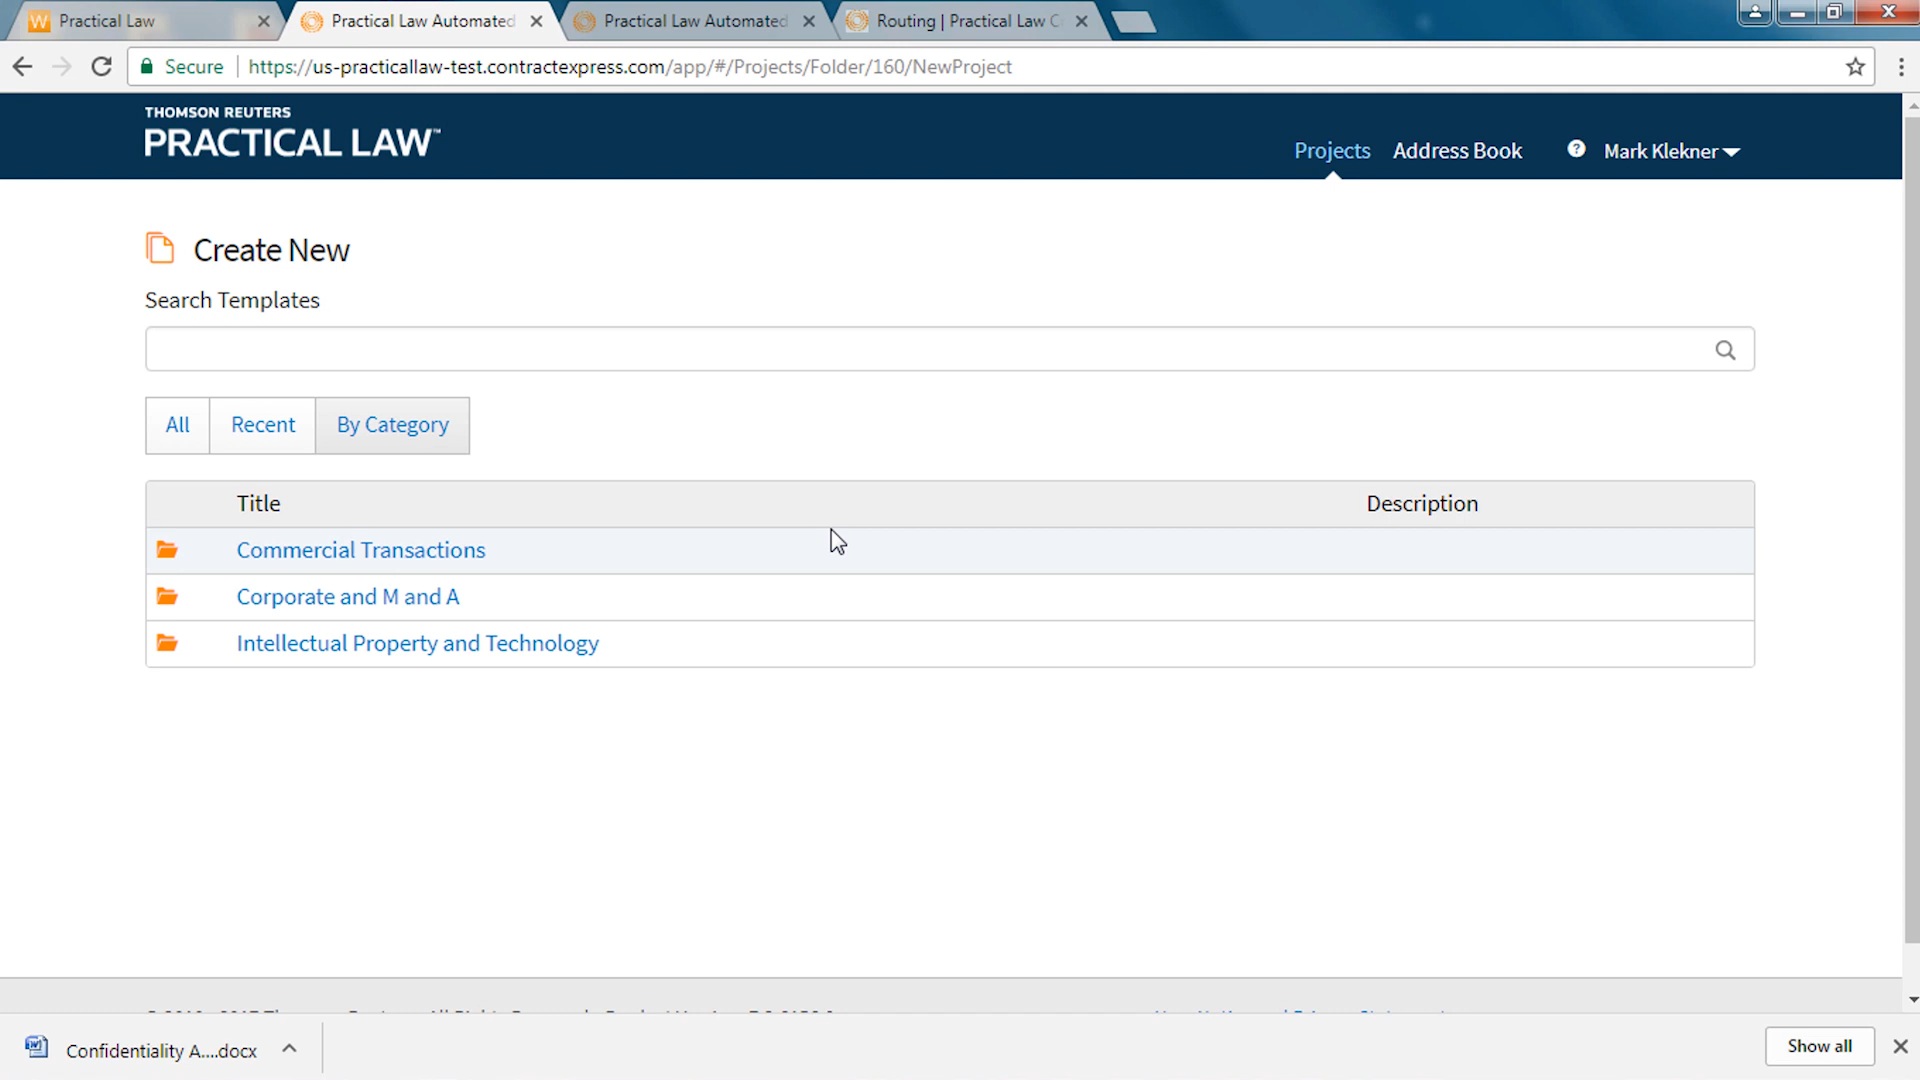 Practical Law
Practical Law Automated
Practical Law Automated
Routing | Practical Law C
Secure
https://us-practicallaw-test.contractexpress.com/app/#/Projects/Folder/160/NewProject
THOMSON REUTERS
PRACTICAL LAW™
Projects
Address Book
?
Mark Klekner
Create New
Search Templates
All
Recent
By Category
Title
Description
Commercial Transactions
Corporate and M and A
Intellectual Property and Technology
Confidentiality A....docx
Show all